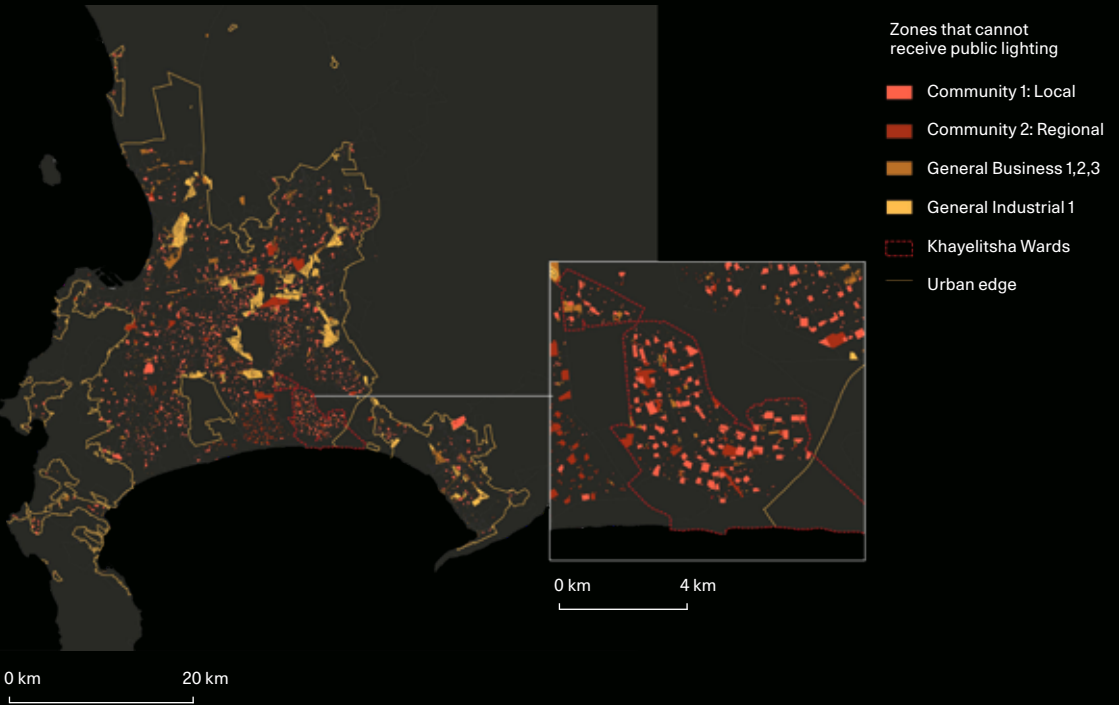 Zones that cannot
receive public lighting
Community 1: Local
Community 2: Regional
General Business 1,2,3
General Industrial 1
Khayelitsha Wards
Urban edge
0 km 4 km
0 km 20 km